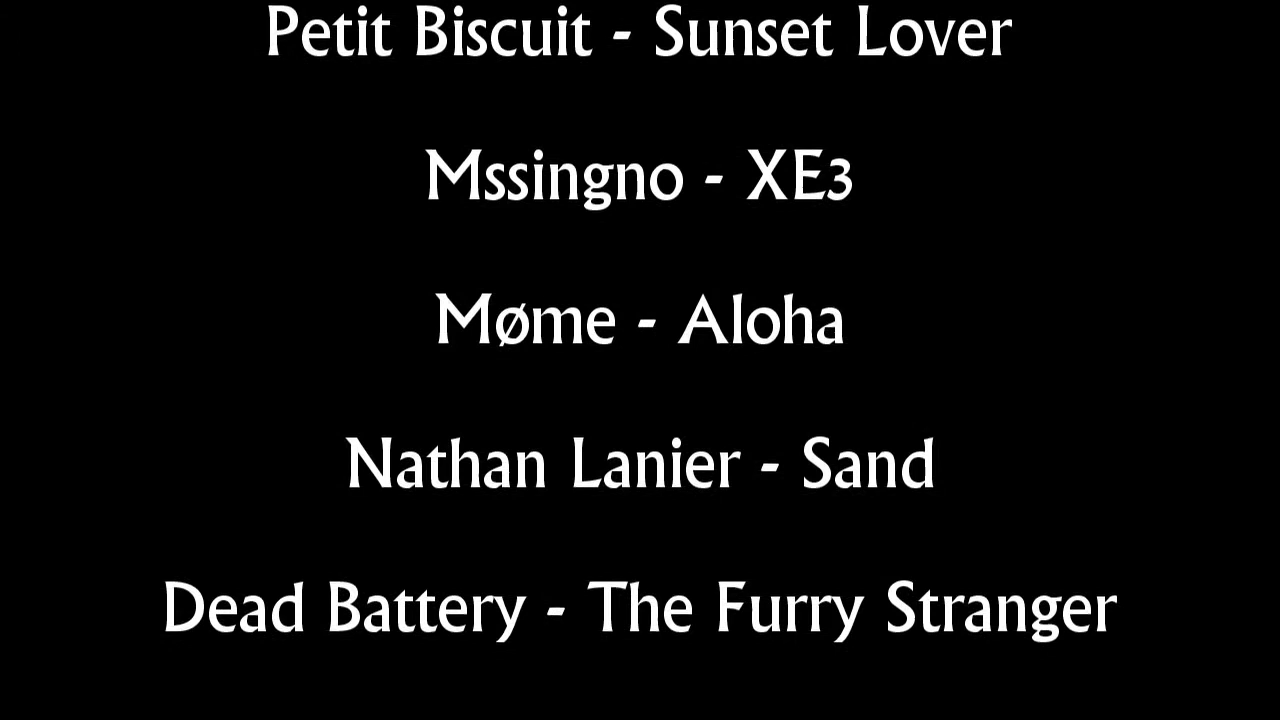 Petit Biscuit - Sunset Lover
Mssingno - XE3
Møme - Aloha
Nathan Lanier - Sand
Dead Battery - The Furry Stranger